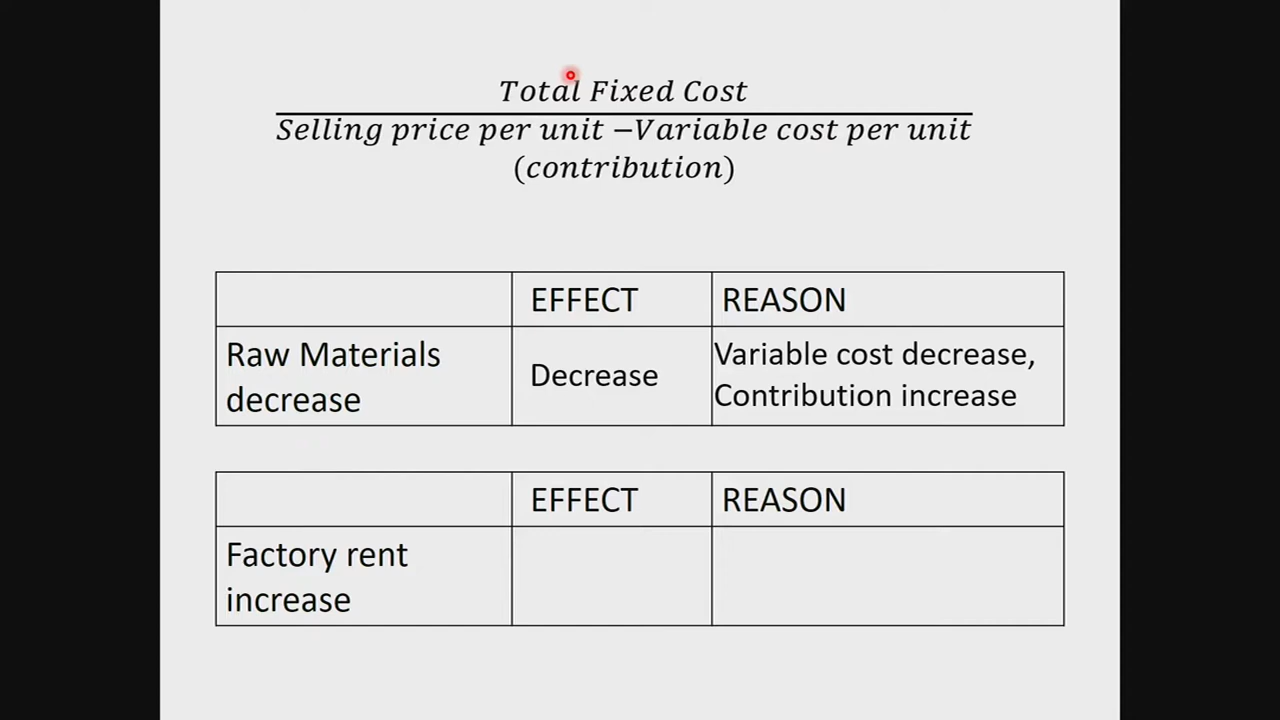 Total Fixed Cost
Selling price per unit −Variable cost per unit
(contribution)
EFFECT REASON
Raw Materials decrease Decrease Variable cost decrease, Contribution increase
EFFECT REASON
Factory rent increase